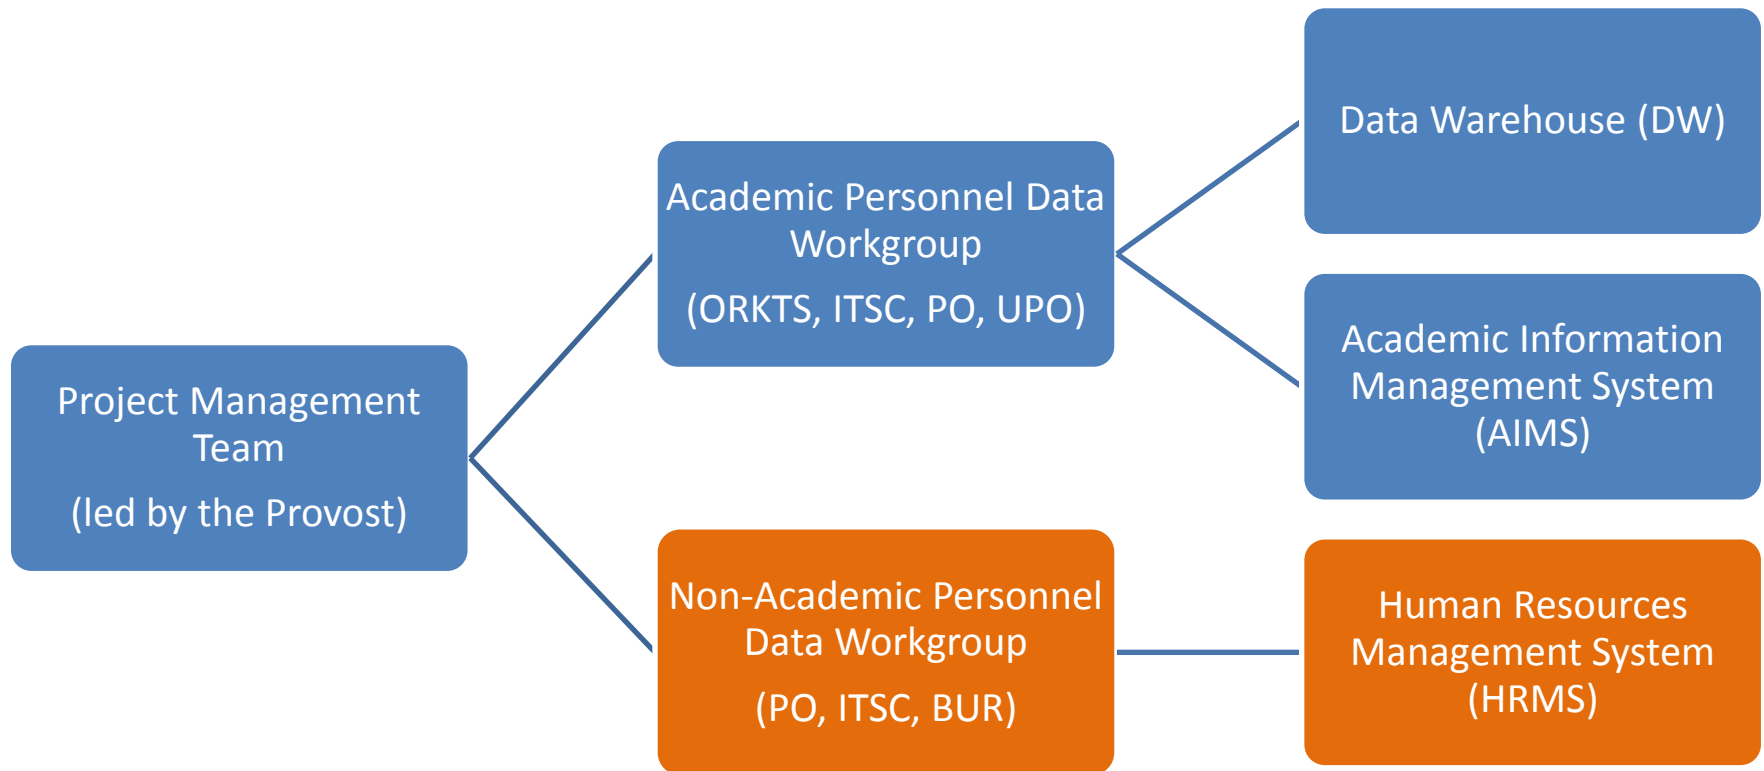 Project Management
Team
(led by the Provost)
Academic Personnel Data
Workgroup
(ORKTS, ITSC, PO, UPO)
Non-Academic Personnel
Data Workgroup
(PO, ITSC, BUR)
Data Warehouse (DW)
Academic Information
Management System
(AIMS)
Human Resources
Management System
(HRMS)